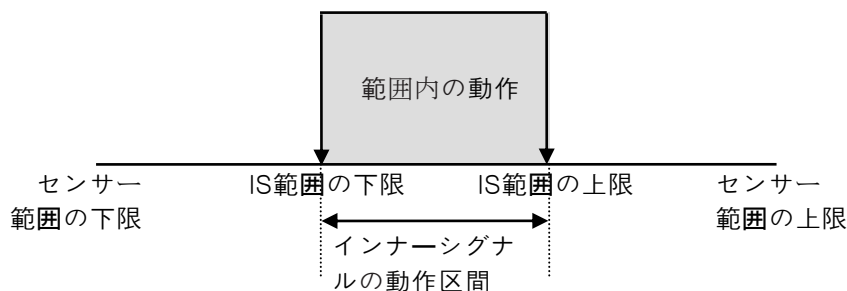 範囲内の動作
センサー
範囲の下限
IS範囲の下限
IS範囲の上限
センサー
範囲の上限
インナーシグナ
ルの動作区間